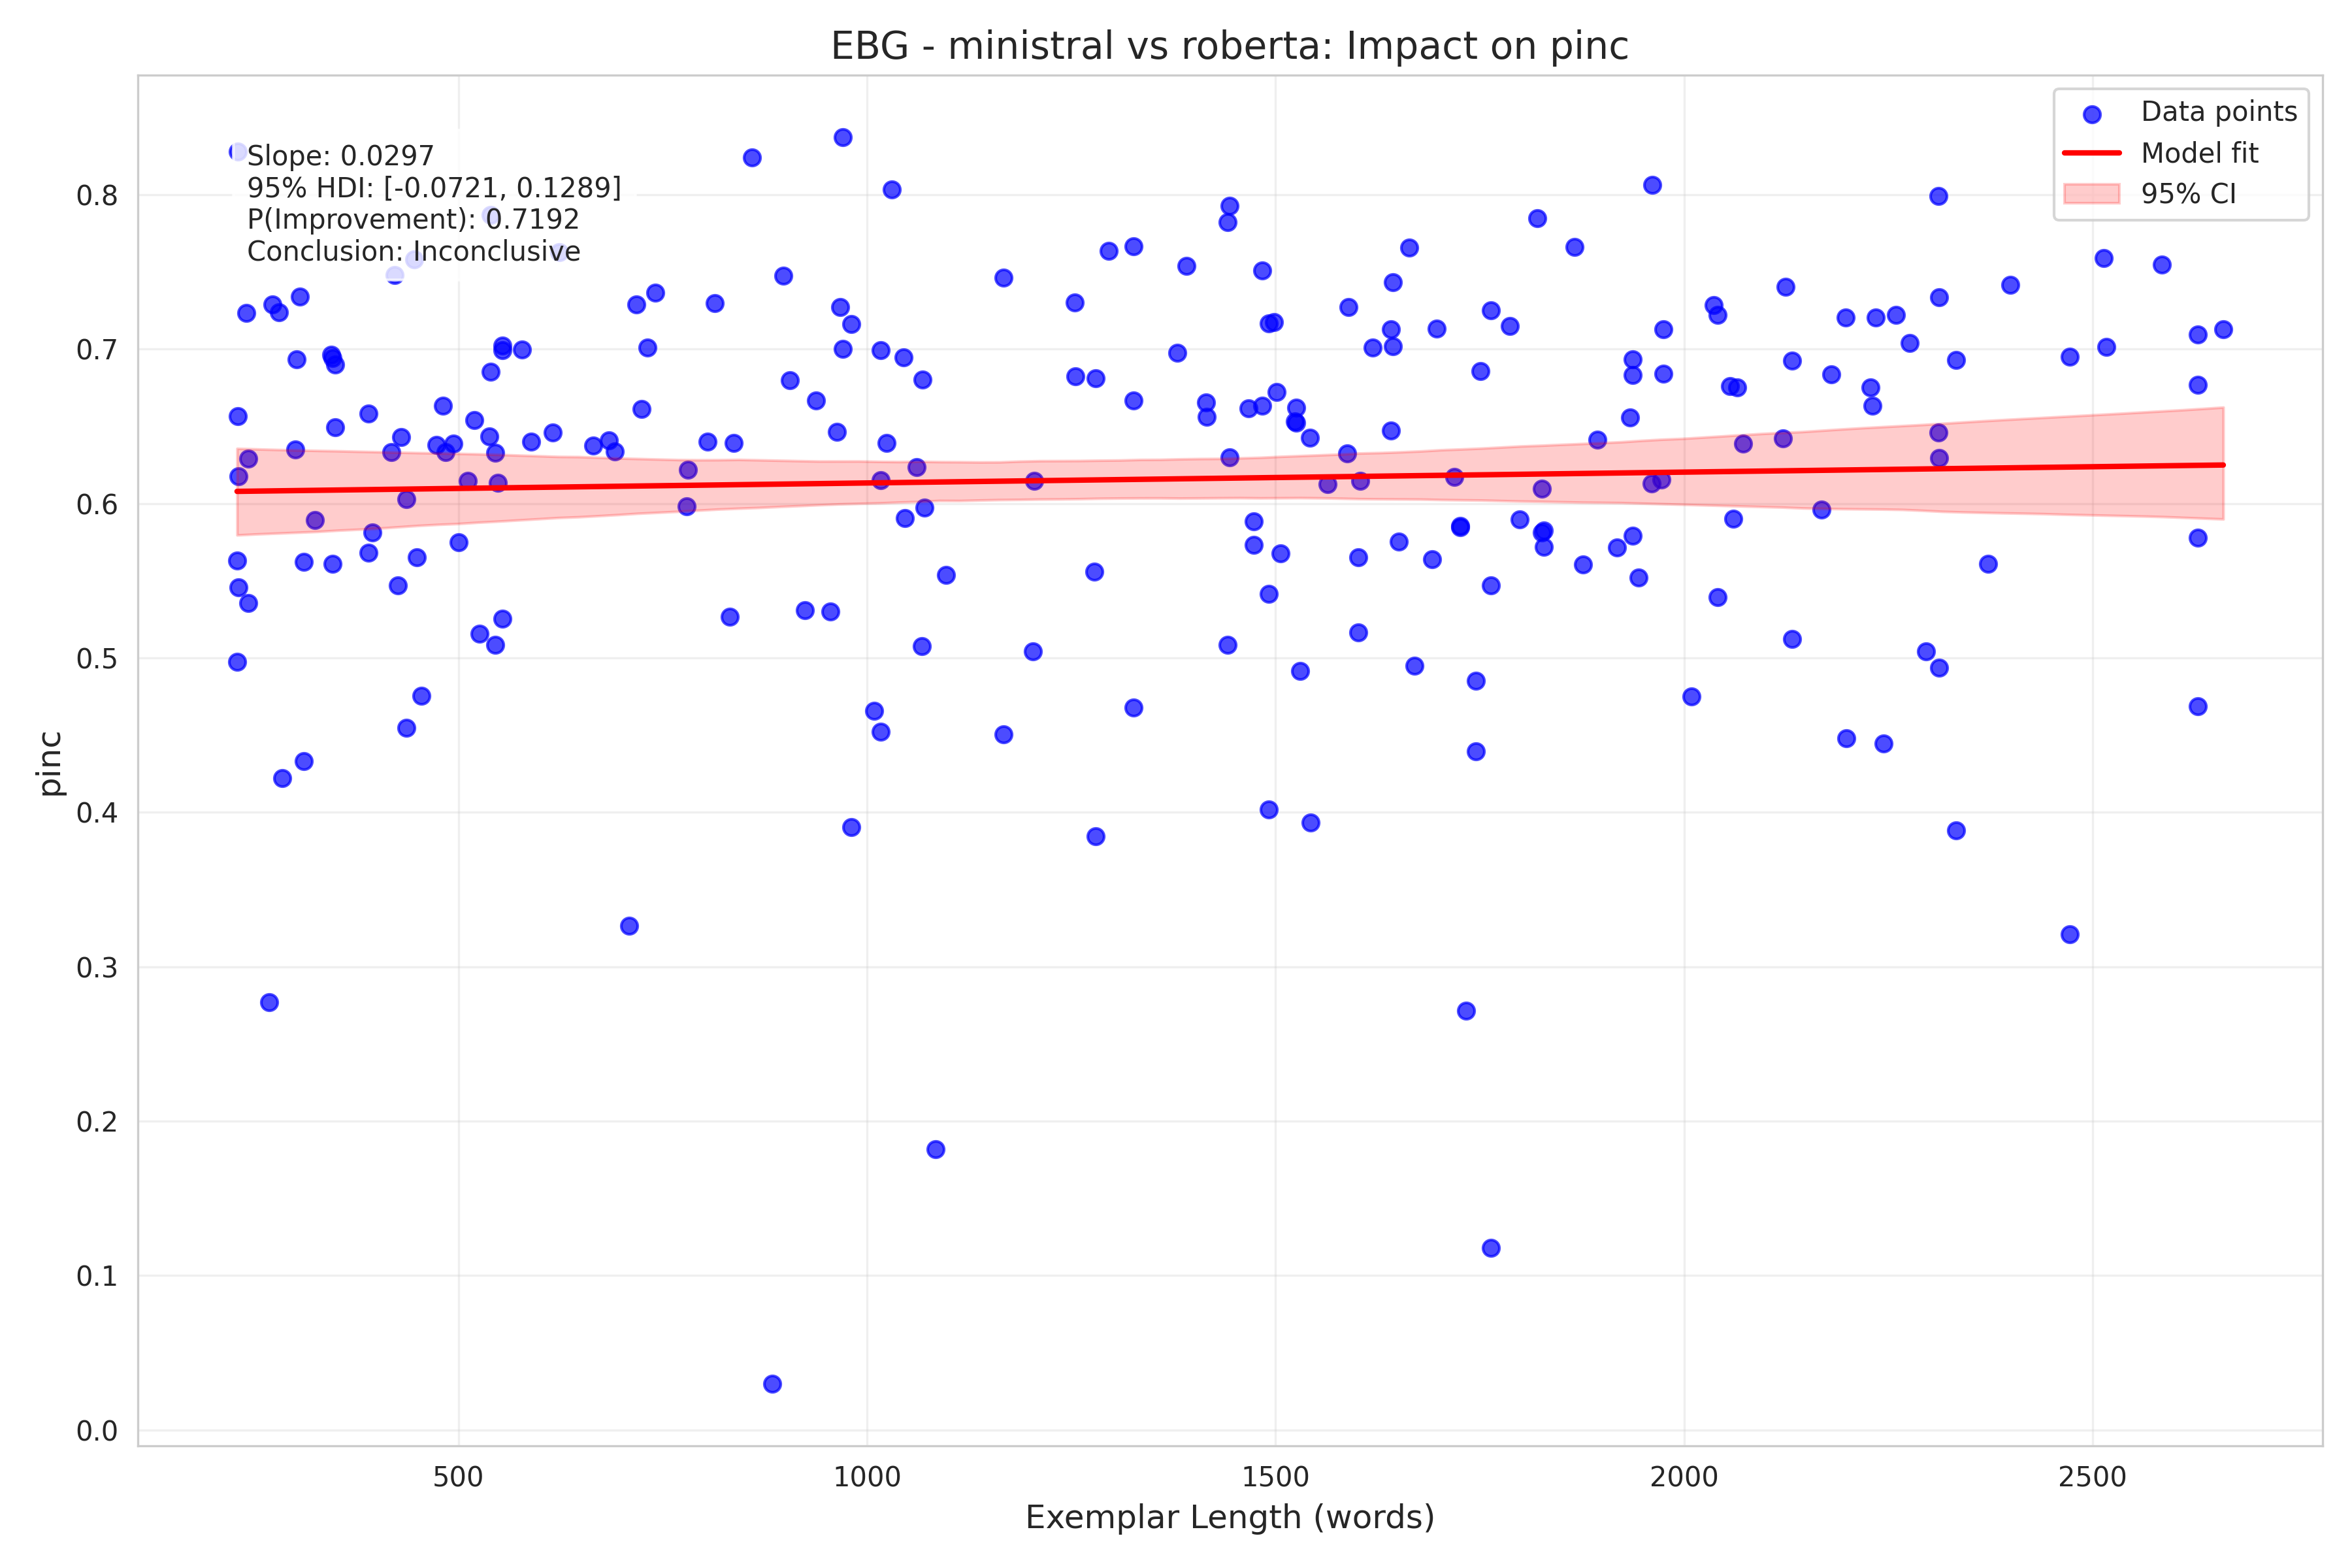 EBG - ministral vs roberta: Impact on pinc
Slope: 0.0297
95% HDI: [-0.0721, 0.1289]
P(Improvement): 0.7192
Conclusion: Inconclusive
Data points
Model fit
95% CI
0.8
0.7
0.6
0.5
0.4
0.3
0.2
0.1
0.0
pinc
500
1000
1500
2000
2500
Exemplar Length (words)